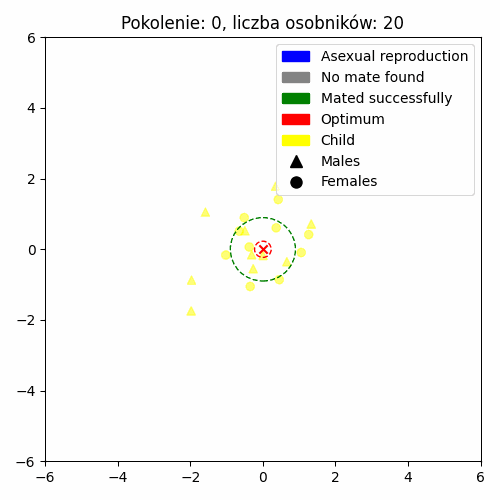 Pokolenie: 0, liczba osobników: 20
6
4
2
0
−2
−4
−6
Asexual reproduction
No mate found
Mated successfully
Optimum
Child
Males
Females
−6
−4
−2
0
2
4
6